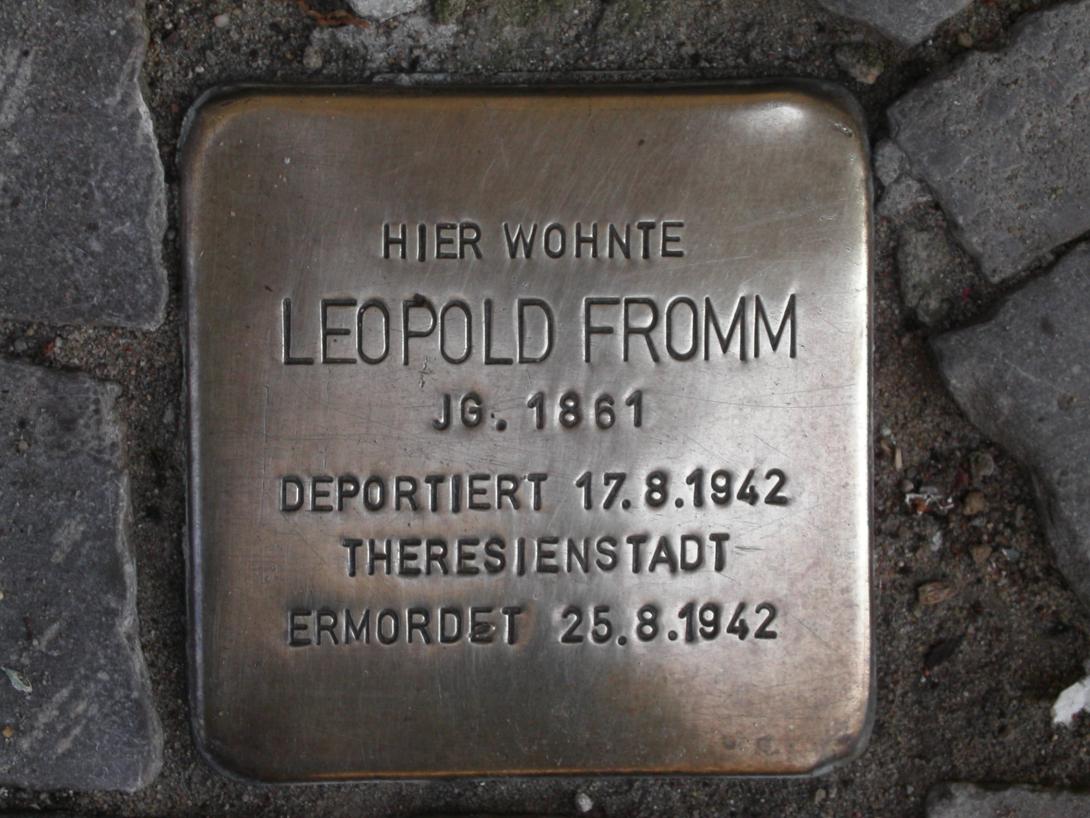 HIER WOHNTE
LEOPOLD FROMM
JG. 1861
DEPORTIERT 17.8.1942
THERESIENSTADT
ERMORDET 25.8.1942